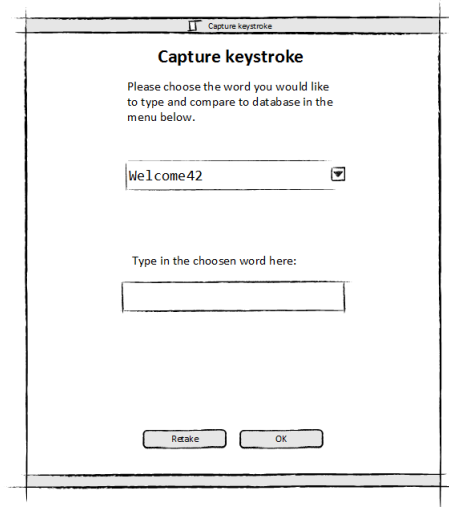 Capture keystroke
Capture keystroke
Please choose the word you would like
to type and compare to database in the
menu below.
Welcome42
Type in the choosen word here:
Retake
OK